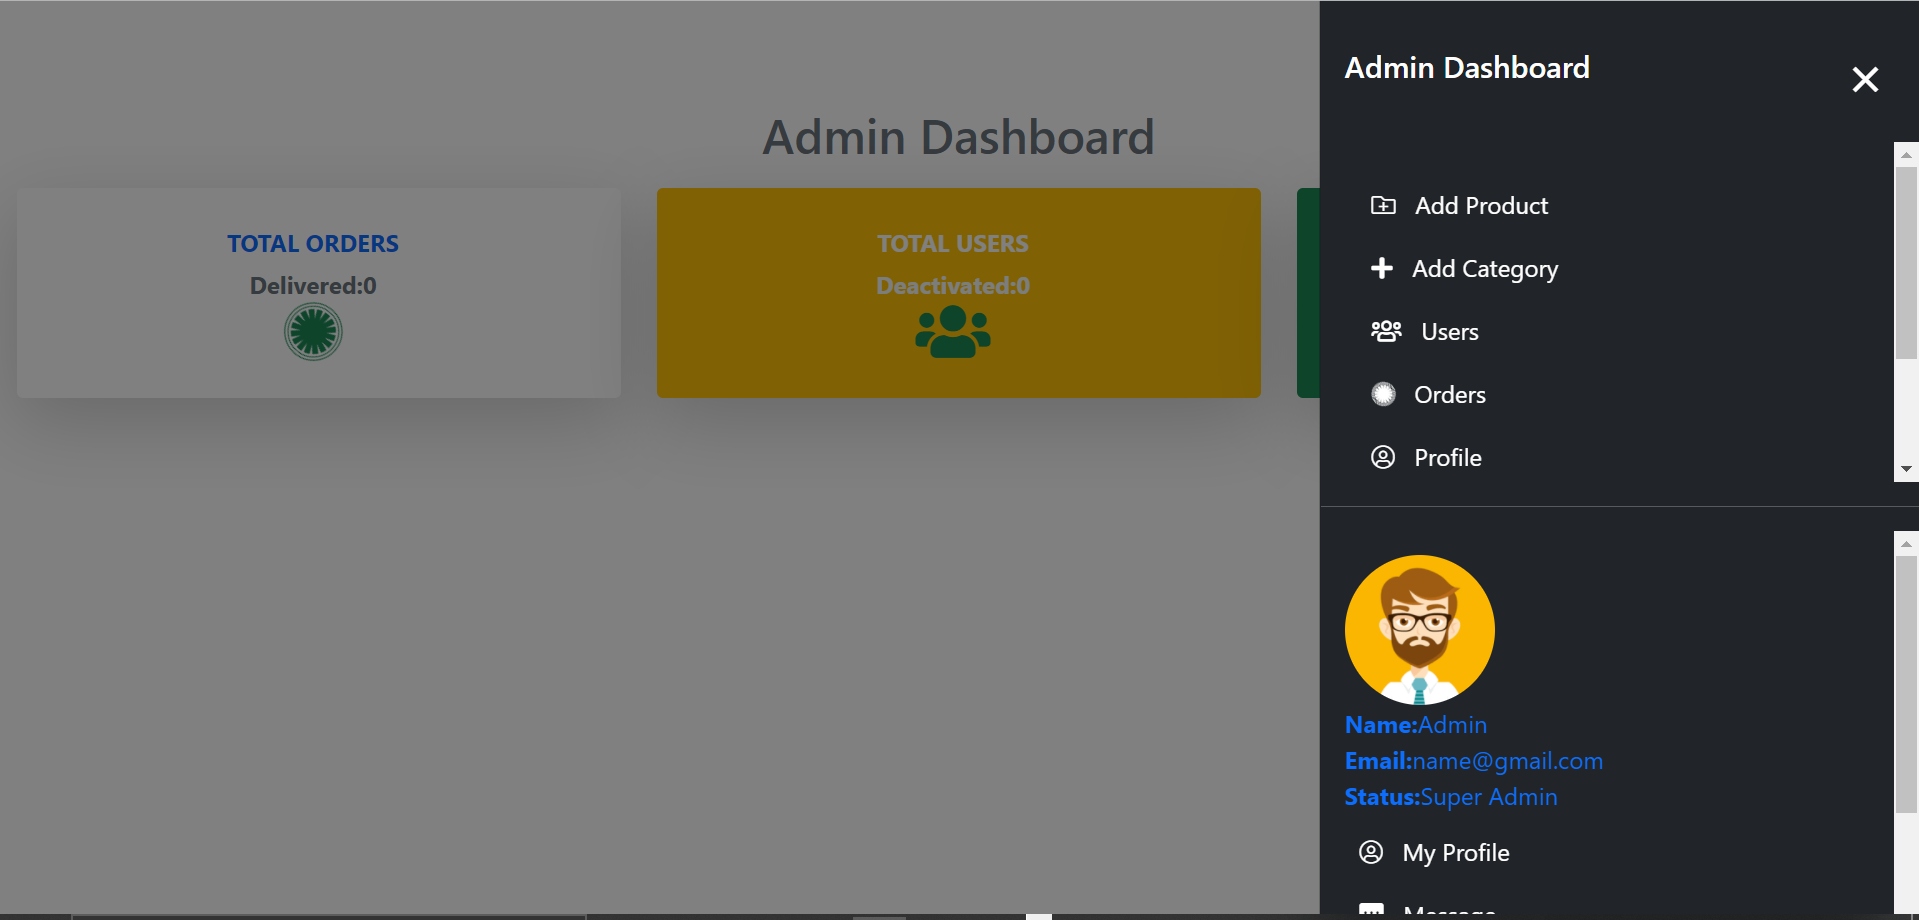 Admin Dashboard
TOTAL ORDERS
Delivered:0
TOTAL USERS
Deactivated:0
Admin Dashboard
Add Product
Add Category
Users
Orders
Profile
Name:Admin
Email:name@gmail.com
Status:Super Admin
My Profile
Message